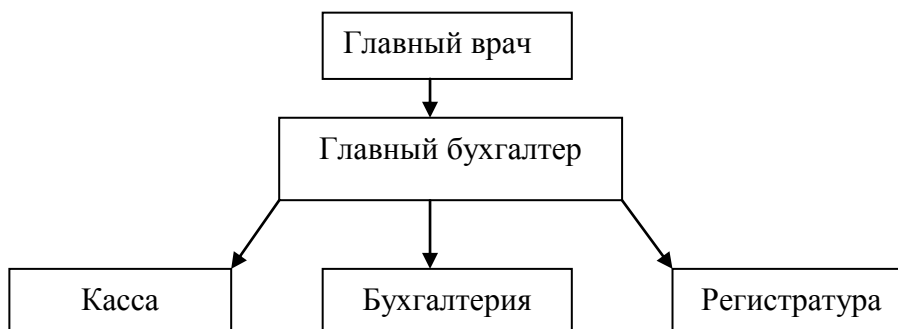 Главный врач
Главный бухгалтер
Касса
Бухгалтерия
Регистратура